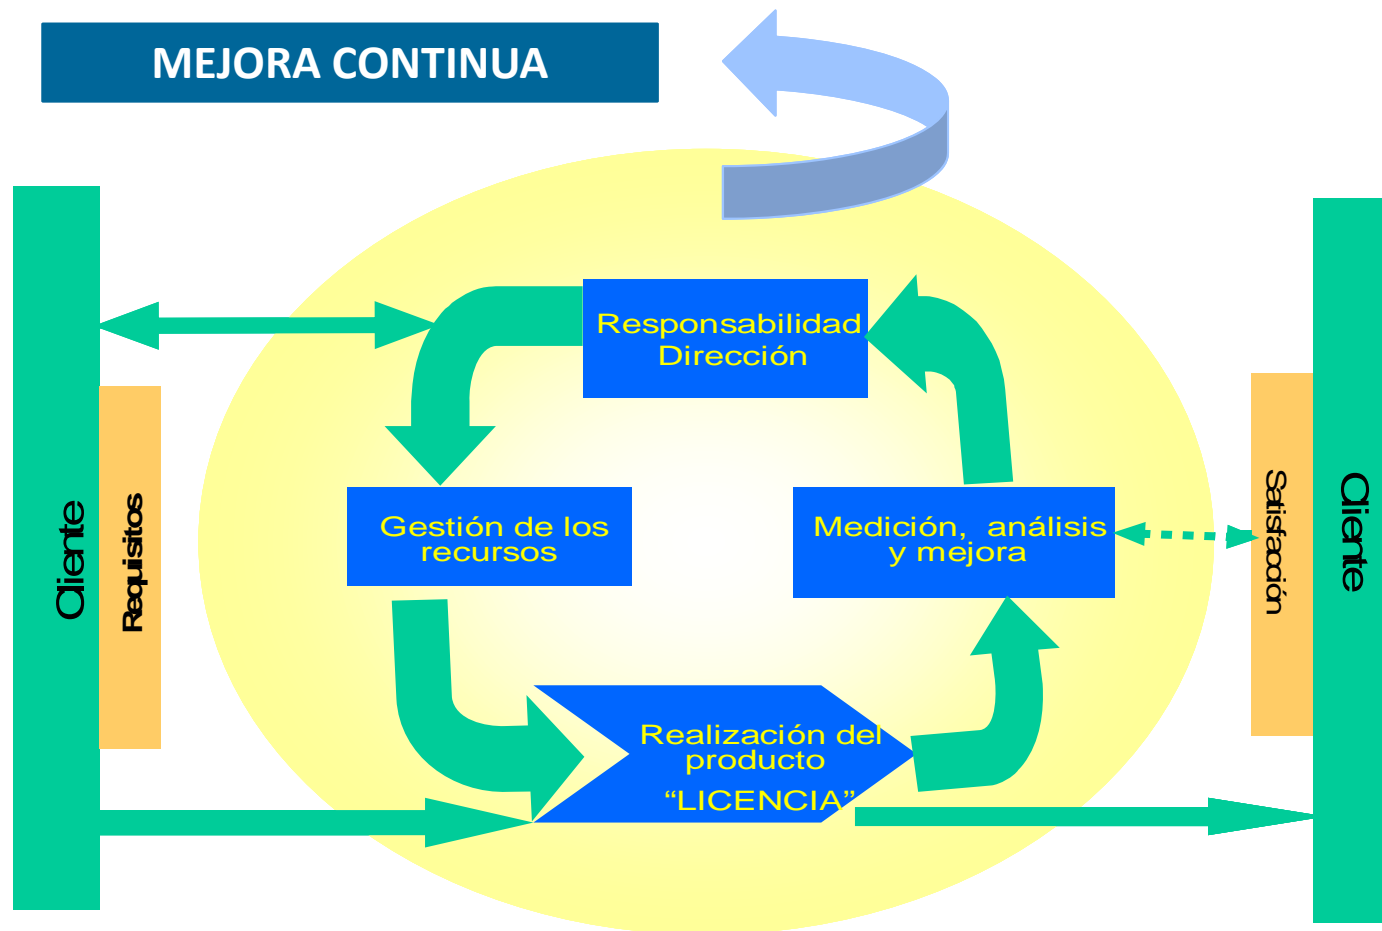 MEJORA CONTINUA
Responsabilidad
Dirección
Cliente
Requisitos
Gestión de los
recursos
Medición, análisis
y mejora
Satisfacción
Cliente
Realización del
producto
“LICENCIA”